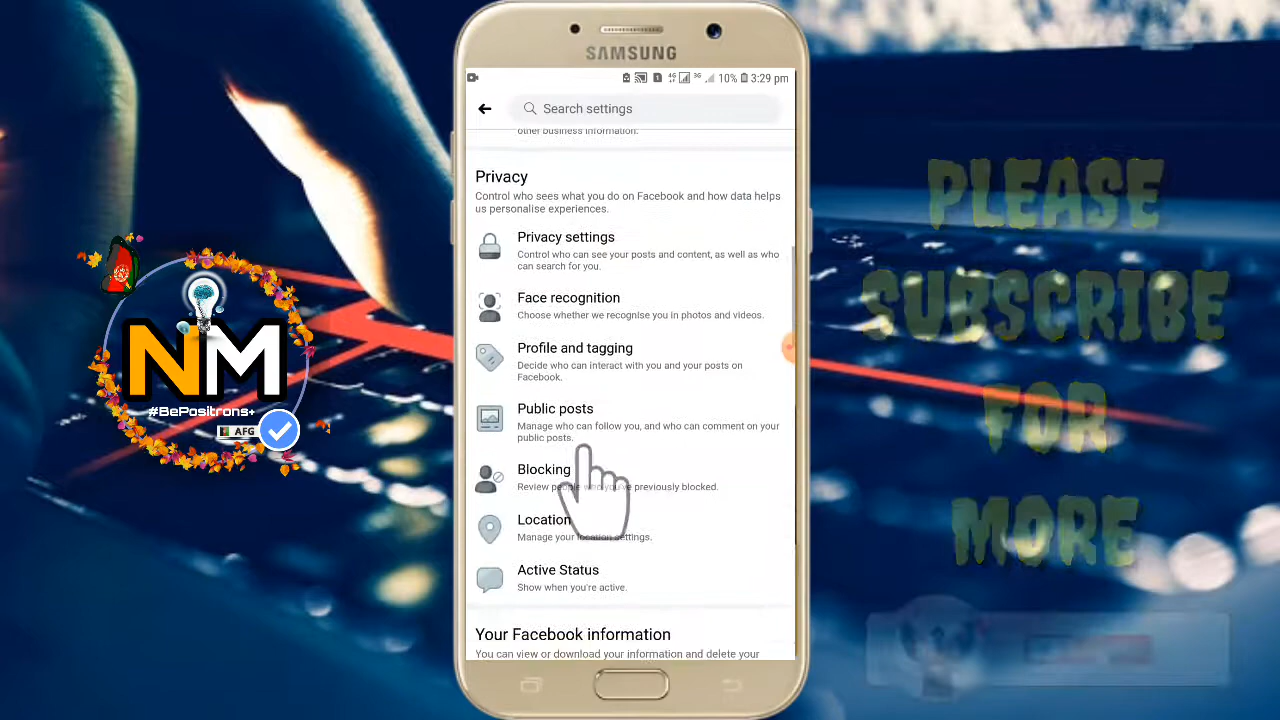 SAMSUNG
10% 3:29 pm
Search settings
other business information.
Privacy
Control who sees what you do on Facebook and how data helps
us personalise experiences.
Privacy settings
Control who can see your posts and content, as well as who
can search for you.
Face recognition
Choose whether we recognise you in photos and videos.
Profile and tagging
Decide who can interact with you and your posts on
Facebook.
Public posts
Manage who can follow you, and who can comment on your
public posts.
Blocking
Review people who you've previously blocked.
Location
Manage your location settings.
Active Status
Show when you're active.
Your Facebook information
You can view or download your information and delete your
NM
#BePositrons+
AFG
PLEASE
SUBSCRIBE
FOR
MORE